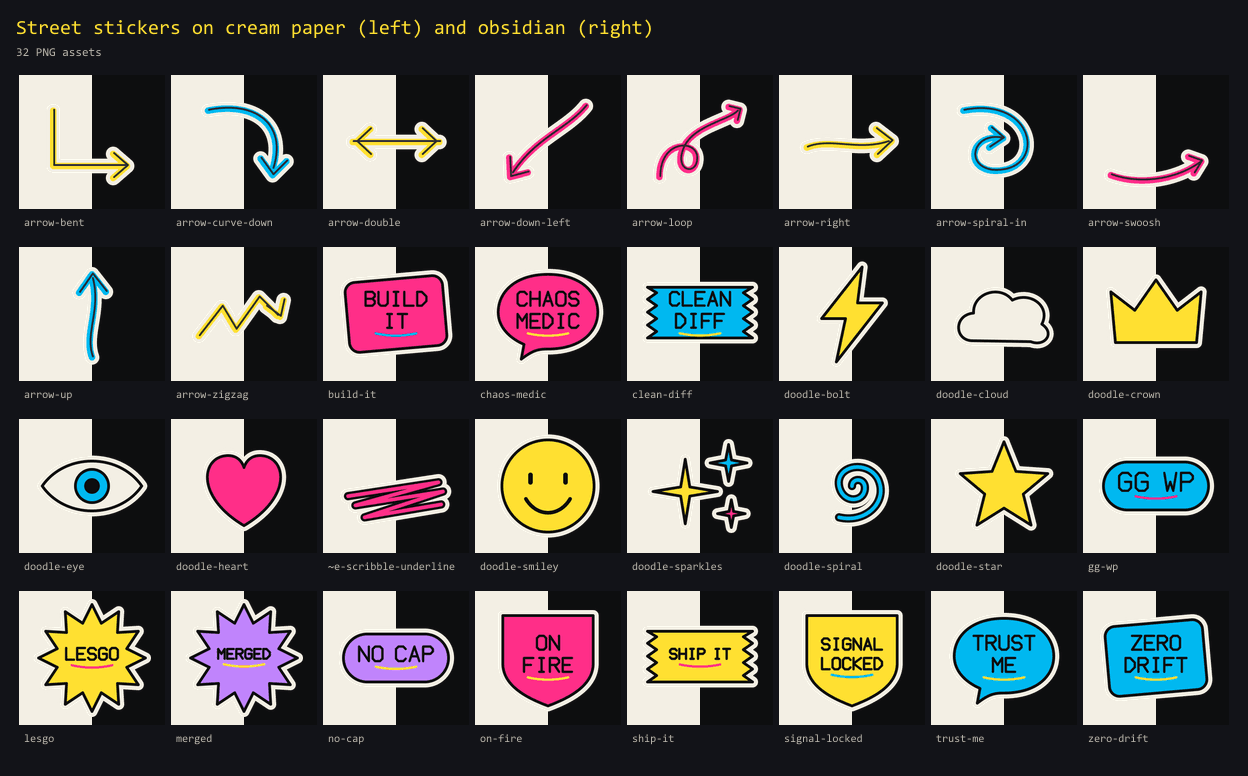 Street stickers on cream paper (left) and obsidian (right)
32 PNG assets
arrow-bent
arrow-curve-down
arrow-double
arrow-down-left
arrow-loop
arrow-right
arrow-spiral-in
arrow-swoosh
BUILD
IT
CHAOS
MEDIC
CLEAN
DIFF
arrow-up
arrow-zigzag
build-it
chaos-medic
clean-diff
doodle-bolt
doodle-cloud
doodle-crown
GG WP
doodle-eye
doodle-heart
~e-scribble-underline
doodle-smiley
doodle-sparkles
doodle-spiral
doodle-star
gg-wp
LESGO
MERGED
NO CAP
ON
FIRE
SHIP IT
SIGNAL
LOCKED
TRUST
ME
ZERO
DRIFT
lesgo
merged
no-cap
on-fire
ship-it
signal-locked
trust-me
zero-drift